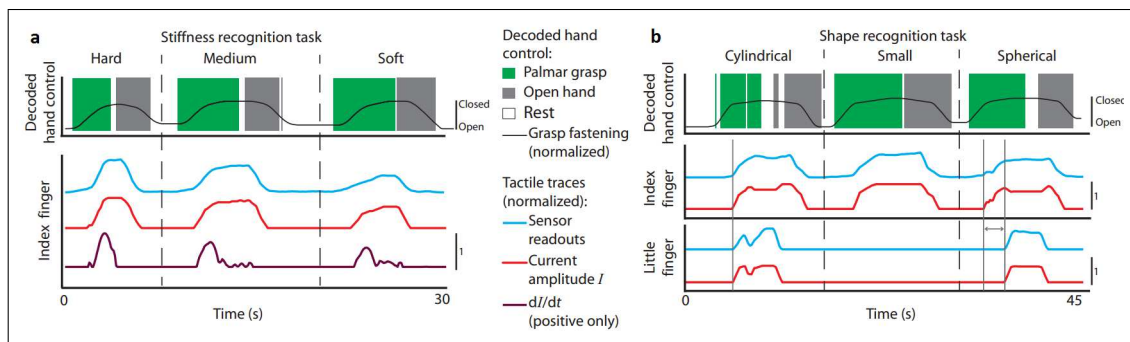 a
Stiffness recognition task
Hard
Medium
Soft
Decoded
hand control
Closed
Open
Index finger
1
0
30
Time (s)
Decoded hand
control:
Palmar grasp
Open hand
Rest
Grasp fastening
(normalized)
Tactile traces
(normalized):
Sensor
readouts
Current
amplitude I
dI/dt
(positive only)
b
Shape recognition task
Cylindrical
Small
Spherical
Decoded
hand control
Closed
Open
Index
finger
1
Little
finger
1
0
45
Time (s)